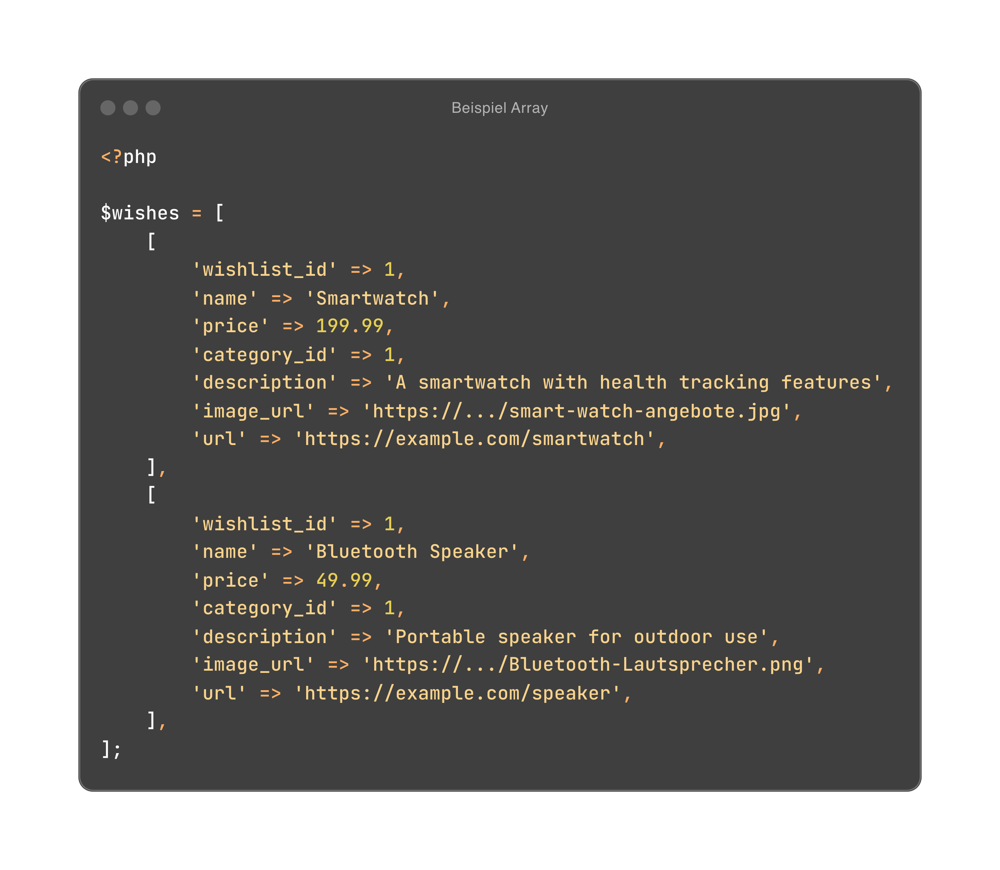 Beispiel Array
<?php

$wishes = [
    [
        'wishlist_id' => 1,
        'name' => 'Smartwatch',
        'price' => 199.99,
        'category_id' => 1,
        'description' => 'A smartwatch with health tracking features',
        'image_url' => 'https://.../smart-watch-angebote.jpg',
        'url' => 'https://example.com/smartwatch',
    ],
    [
        'wishlist_id' => 1,
        'name' => 'Bluetooth Speaker',
        'price' => 49.99,
        'category_id' => 1,
        'description' => 'Portable speaker for outdoor use',
        'image_url' => 'https://.../Bluetooth-Lautsprecher.png',
        'url' => 'https://example.com/speaker',
    ],
];